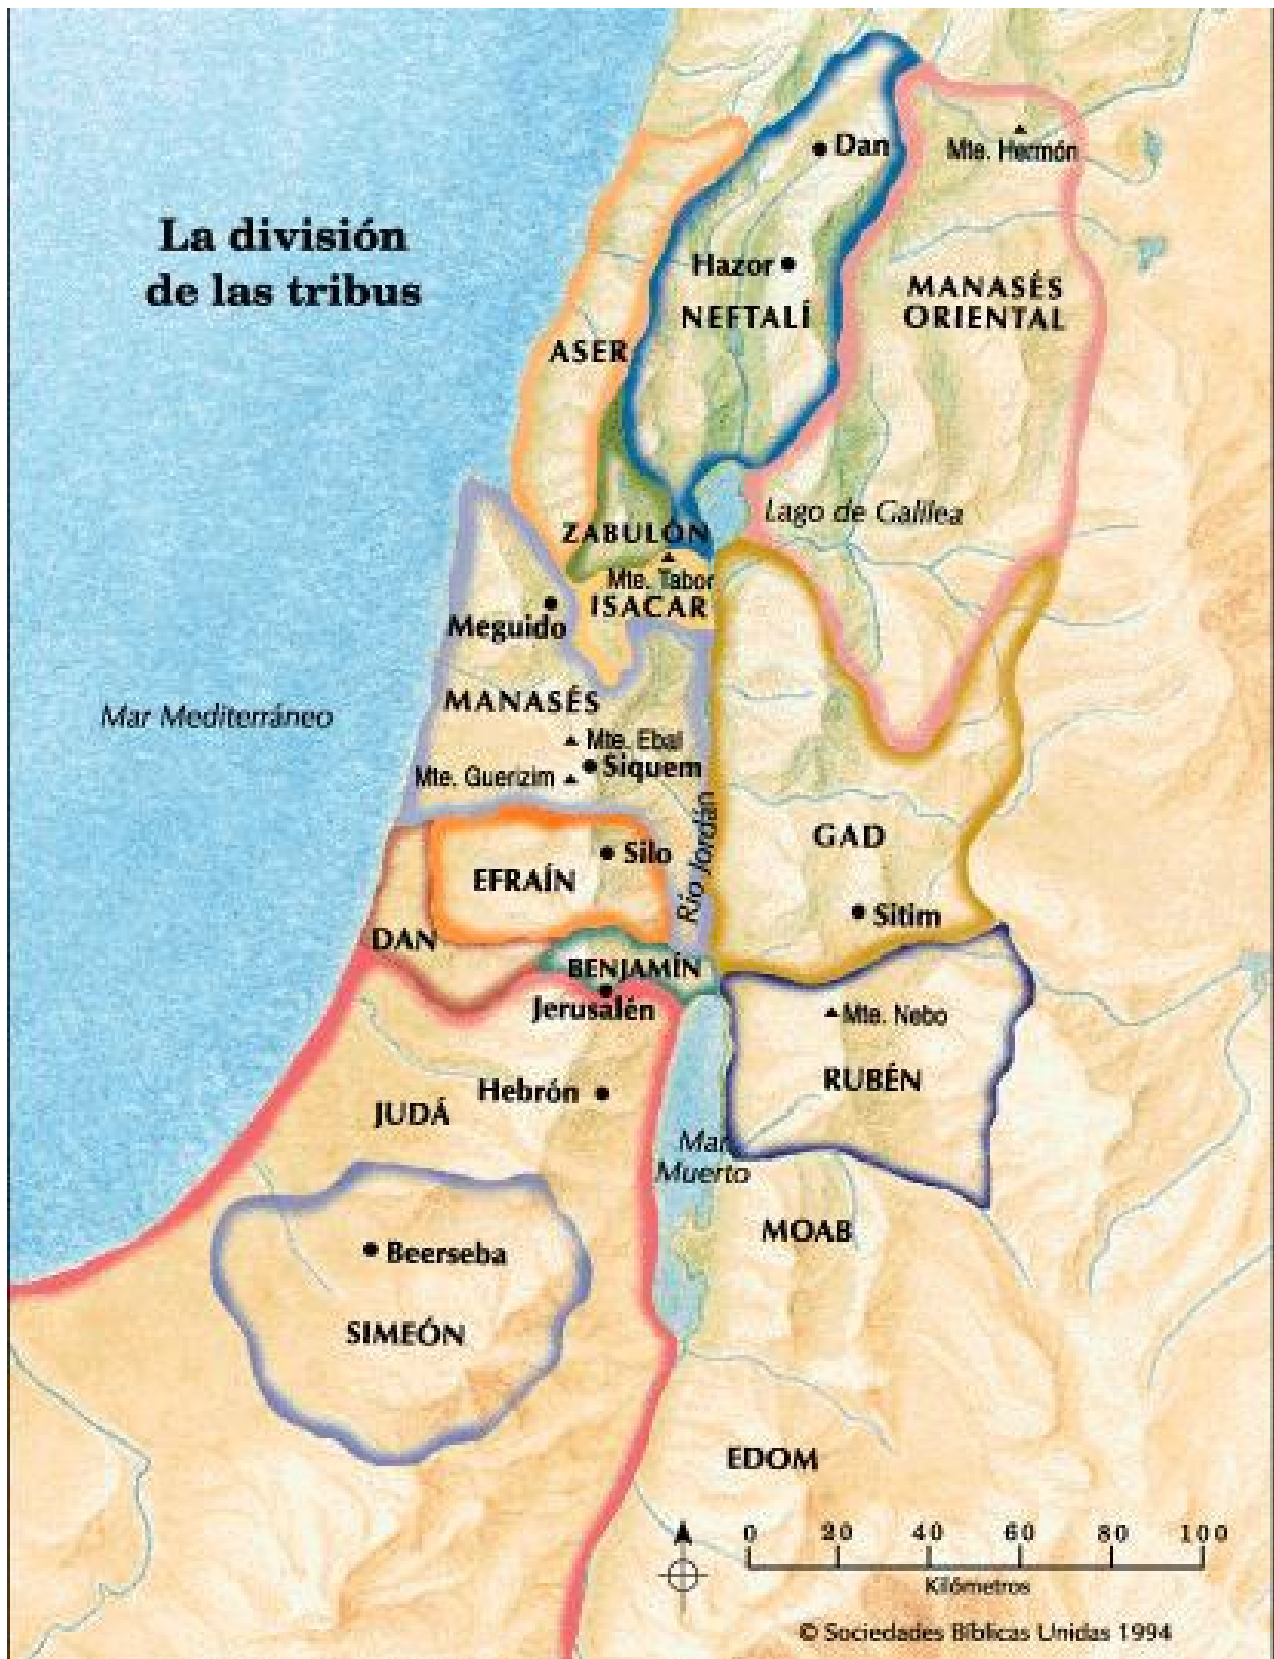 La división
de las tribus
Dan
Mte. Hermón
Hazor
NEFTALÍ
MANASÉS
ORIENTAL
ASER
Lago de Galilea
ZABULÓN
Mte. Tabor
ISACAR
Meguido
MANASÉS
Mar Mediterráneo
Mte. Ebal
Siquem
Mte. Guerizim
Río Jordán
GAD
Silo
EFRAÍN
Sitim
DAN
BENJAMÍN
Jerusalén
Mte. Nebo
RUBÉN
Hebrón
JUDÁ
Mar
Muerto
MOAB
Beerseba
SIMEÓN
EDOM
0 20 40 60 80 100
Kilómetros
© Sociedades Bíblicas Unidas 1994